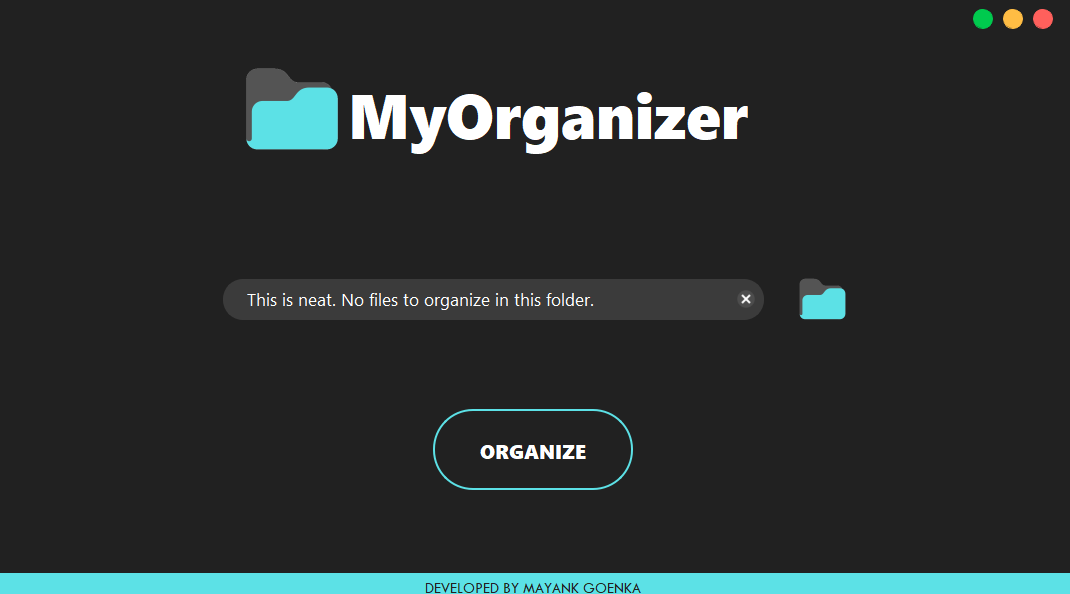 MyOrganizer
This is neat. No files to organize in this folder.
ORGANIZE
DEVELOPED BY MAYANK GOENKA